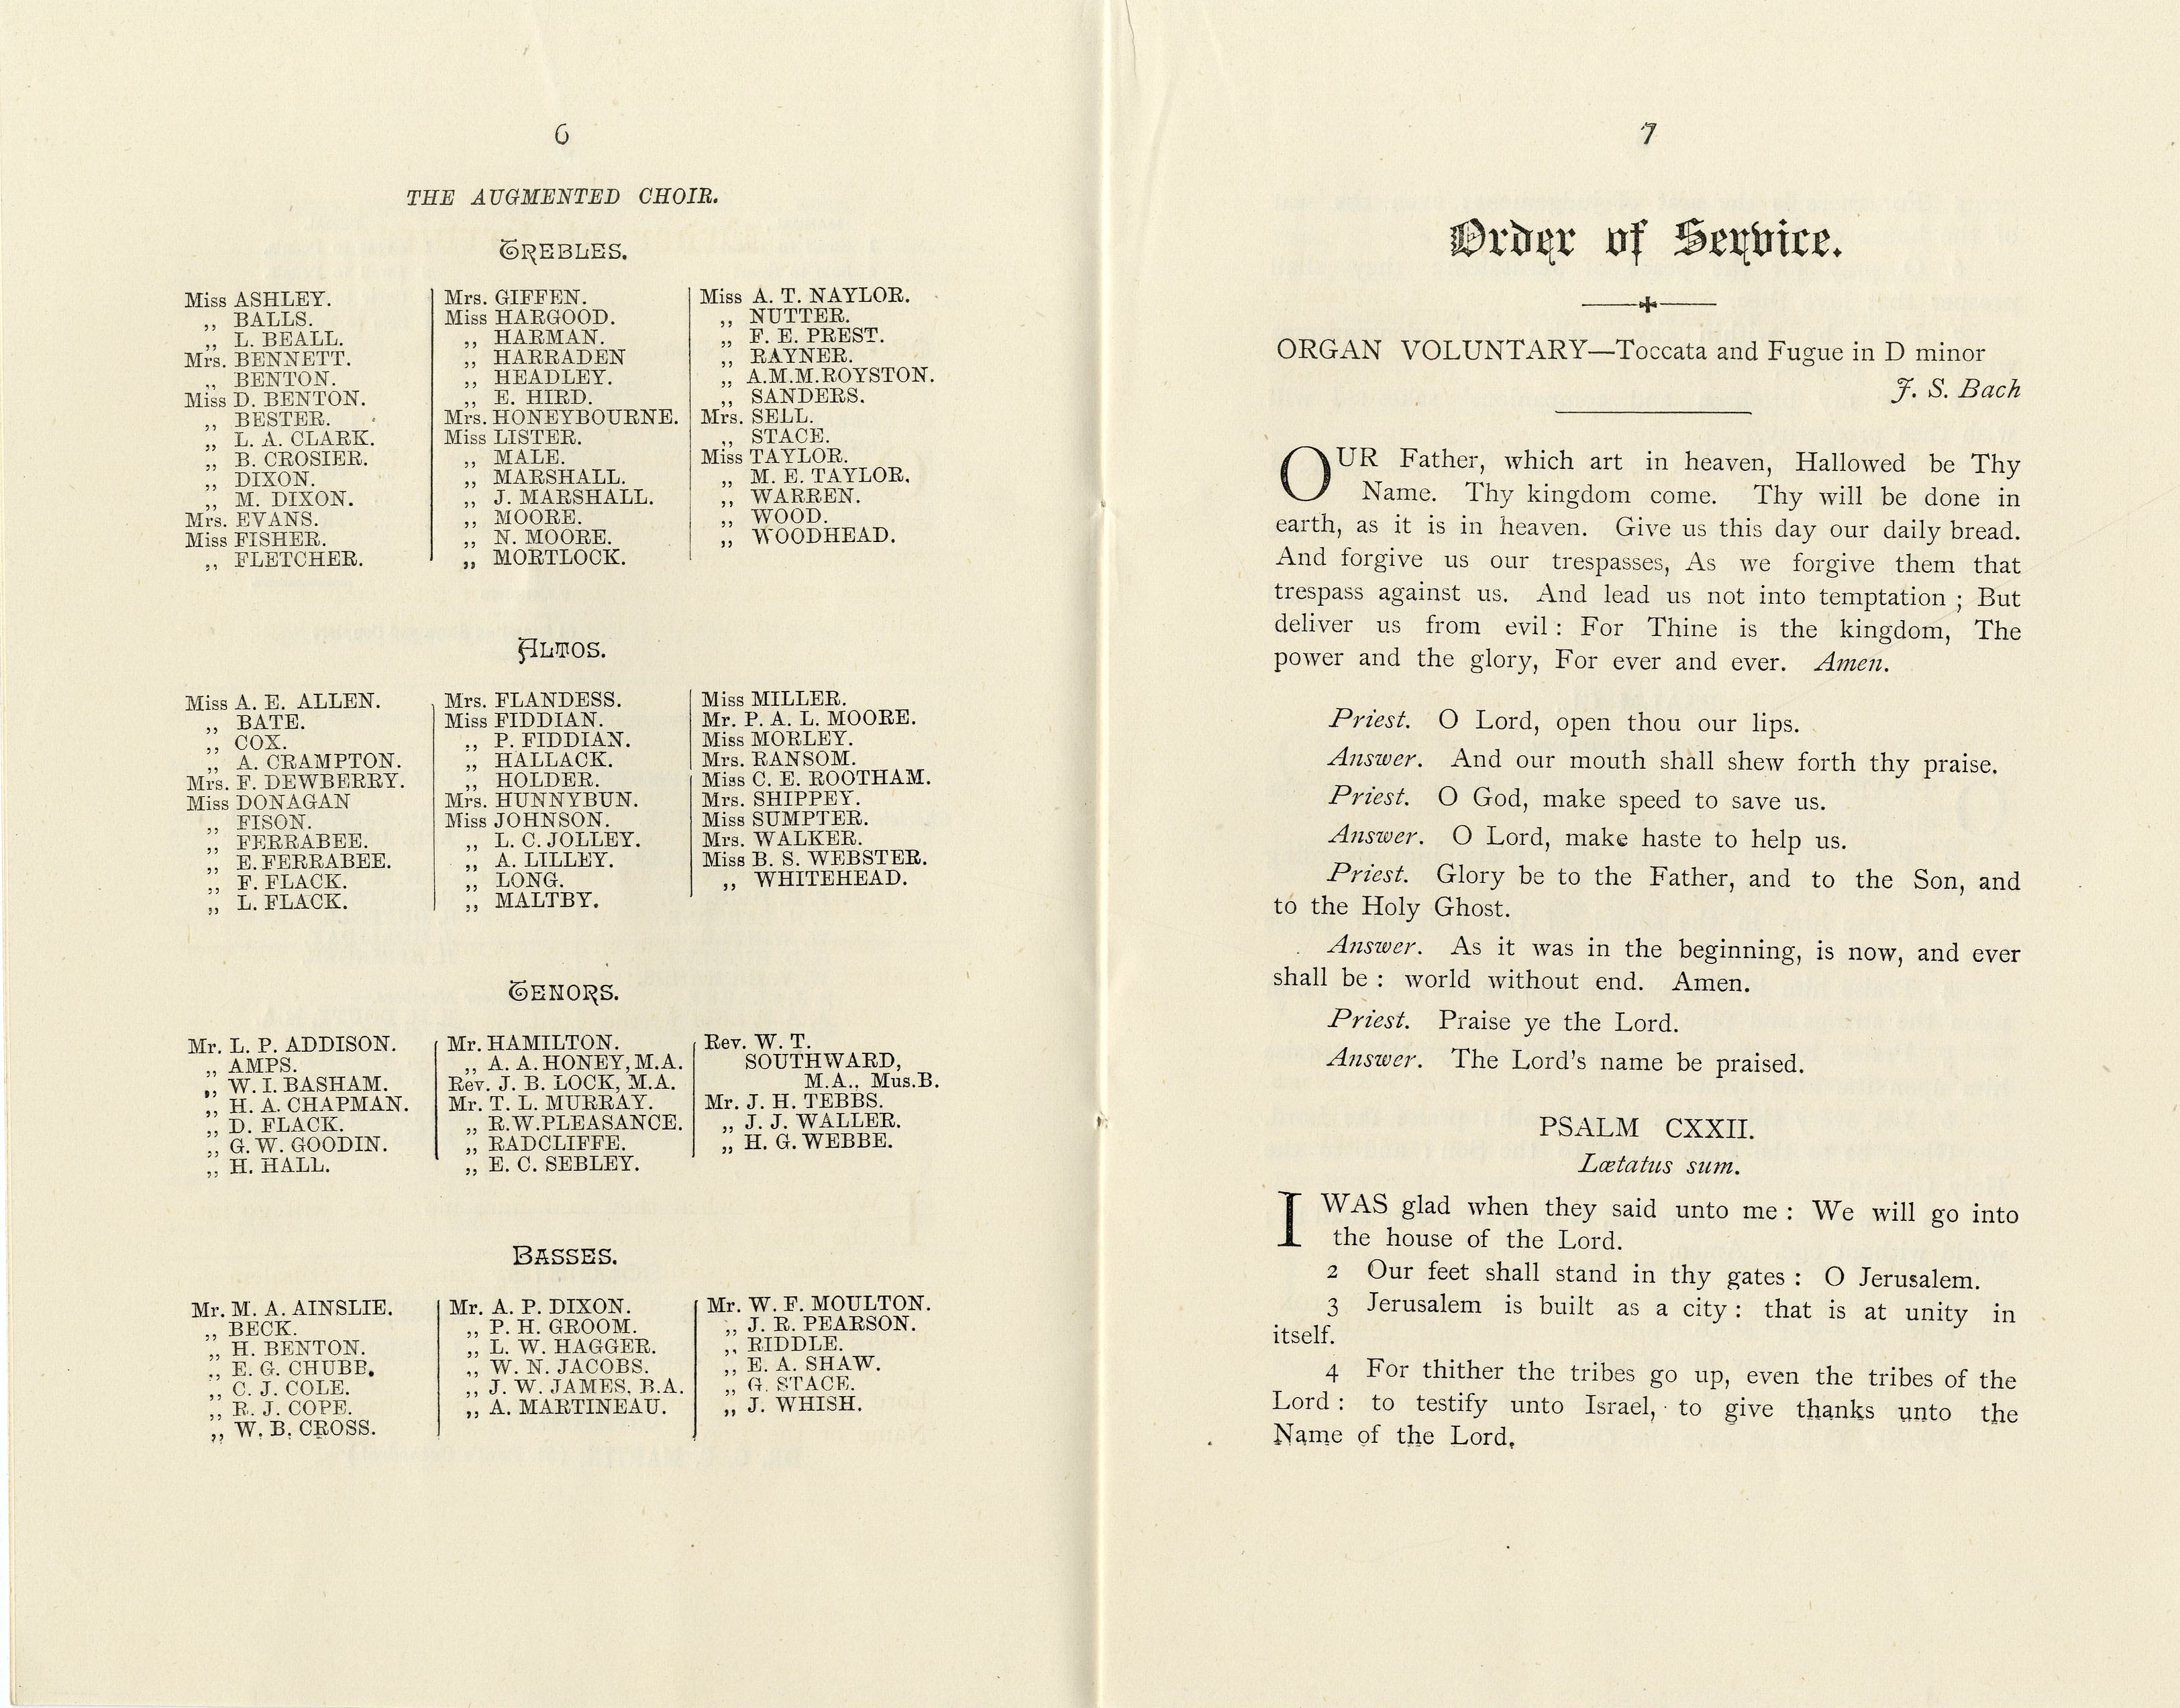 6
THE AUGMENTED CHOIR.
TREBLES.
Miss ASHLEY.
,, BALLS.
,, L. BEALL.
Mrs. BENNETT.
,, BENTON.
Miss D. BENTON.
,, BESTER.
,, L. A. CLARK.
,, B. CROSIER.
,, DIXON.
,, M. DIXON.
Mrs. EVANS.
Miss FISHER.
,, FLETCHER.
Mrs. GIFFEN.
Miss HARGOOD.
,, HARMAN.
,, HARRADEN
,, HEADLEY.
,, E. HIRD.
Mrs. HONEYBOURNE.
Miss LISTER.
,, MALE.
,, MARSHALL.
,, J. MARSHALL.
,, MOORE.
,, N. MOORE.
,, MORTLOCK.
Miss A. T. NAYLOR.
,, NUTTER.
,, F. E. PREST.
,, RAYNER.
,, A.M.M.ROYSTON.
,, SANDERS.
Mrs. SELL.
,, STACE.
Miss TAYLOR.
,, M. E. TAYLOR.
,, WARREN.
,, WOOD.
,, WOODHEAD.
ALTOS.
Miss A. E. ALLEN.
,, BATE.
,, COX.
,, A. CRAMPTON.
Mrs. F. DEWBERRY.
Miss DONAGAN
,, FISON.
,, FERRABEE.
,, E. FERRABEE.
,, F. FLACK.
,, L. FLACK.
Mrs. FLANDESS.
Miss FIDDIAN.
,, P. FIDDIAN.
,, HALLACK.
,, HOLDER.
Mrs. HUNNYBUN.
Miss JOHNSON.
,, L. C. JOLLEY.
,, A. LILLEY.
,, LONG.
,, MALTBY.
Miss MILLER.
Mr. P. A. L. MOORE.
Miss MORLEY.
Mrs. RANSOM.
Miss C. E. ROOTHAM.
Mrs. SHIPPEY.
Miss SUMPTER.
Mrs. WALKER.
Miss B. S. WEBSTER.
,, WHITEHEAD.
TENORS.
Mr. L. P. ADDISON.
,, AMPS.
,, W. I. BASHAM.
,, H. A. CHAPMAN.
,, D. FLACK.
,, G. W. GOODIN.
,, H. HALL.
Mr. HAMILTON.
,, A. A. HONEY, M.A.
Rev. J. B. LOCK, M.A.
Mr. T. L. MURRAY.
,, R.W.PLEASANCE.
,, RADCLIFFE.
,, E. C. SEBLEY.
Rev. W. T.
SOUTHWARD,
M.A., Mus.B.
Mr. J. H. TEBBS.
,, J. J. WALLER.
,, H. G. WEBBE.
BASSES.
Mr. M. A. AINSLIE.
,, BECK.
,, H. BENTON.
,, E. G. CHUBB.
,, C. J. COLE.
,, R. J. COPE.
,, W. B. CROSS.
Mr. A. P. DIXON.
,, P. H. GROOM.
,, L. W. HAGGER.
,, W. N. JACOBS.
,, J. W. JAMES, B.A.
,, A. MARTINEAU.
Mr. W. F. MOULTON.
,, J. R. PEARSON.
,, RIDDLE.
,, E. A. SHAW.
,, G. STACE.
,, J. WHISH.
7
Order of Service.
ORGAN VOLUNTARY—Toccata and Fugue in D minor
J. S. Bach
OUR Father, which art in heaven, Hallowed be Thy
Name. Thy kingdom come. Thy will be done in
earth, as it is in heaven. Give us this day our daily bread.
And forgive us our trespasses, As we forgive them that
trespass against us. And lead us not into temptation ; But
deliver us from evil : For Thine is the kingdom, The
power and the glory, For ever and ever. Amen.
Priest. O Lord, open thou our lips.
Answer. And our mouth shall shew forth thy praise.
Priest. O God, make speed to save us.
Answer. O Lord, make haste to help us.
Priest. Glory be to the Father, and to the Son, and
to the Holy Ghost.
Answer. As it was in the beginning, is now, and ever
shall be : world without end. Amen.
Priest. Praise ye the Lord.
Answer. The Lord's name be praised.
PSALM CXXII.
Lætatus sum.
I WAS glad when they said unto me : We will go into
the house of the Lord.
2 Our feet shall stand in thy gates : O Jerusalem.
3 Jerusalem is built as a city : that is at unity in
itself.
4 For thither the tribes go up, even the tribes of the
Lord : to testify unto Israel, to give thanks unto the
Name of the Lord.